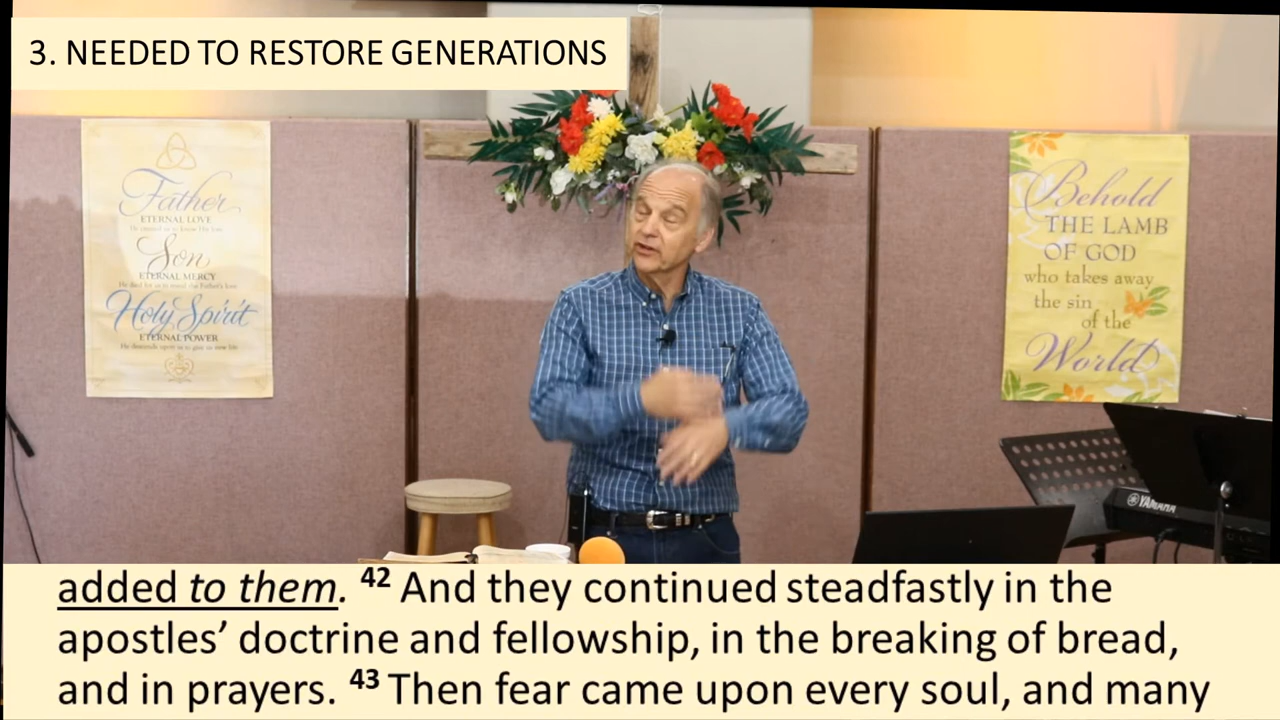 3. NEEDED TO RESTORE GENERATIONS
Father
ETERNAL LOVE
Son
ETERNAL MERCY
Holy Spirit
ETERNAL POWER
Behold
THE LAMB
OF GOD
who takes away
the sin
of the
World
YAMAHA
added to them. 42 And they continued steadfastly in the
apostles’ doctrine and fellowship, in the breaking of bread,
and in prayers. 43 Then fear came upon every soul, and many